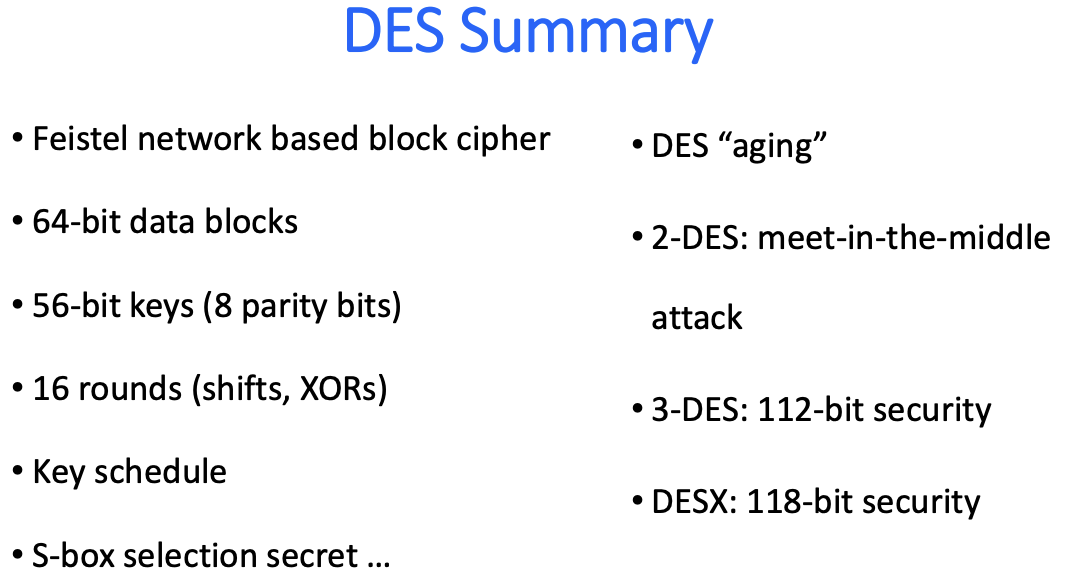 DES Summary
• Feistel network based block cipher
• 64-bit data blocks
• 56-bit keys (8 parity bits)
• 16 rounds (shifts, XORs)
• Key schedule
• S-box selection secret ...
• DES “aging”
• 2-DES: meet-in-the-middle
attack
• 3-DES: 112-bit security
• DESX: 118-bit security